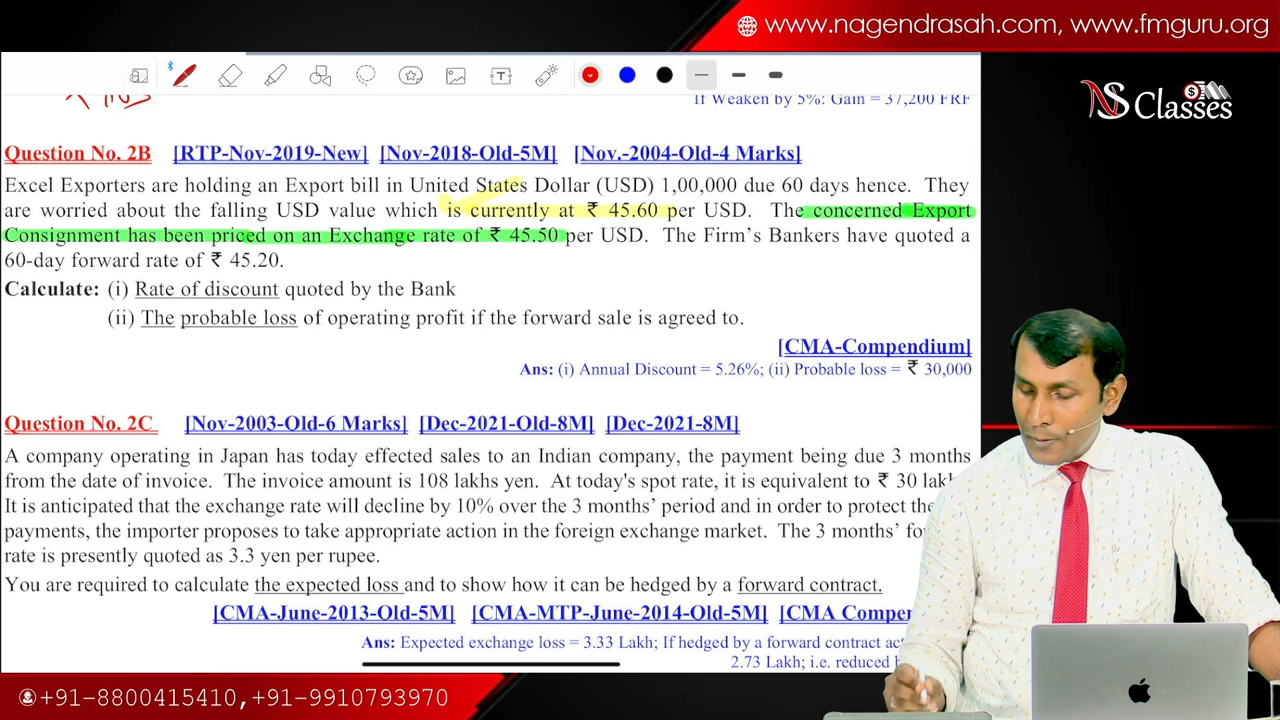 www.nagendrasah.com, www.fmguru.org
NS Classes
If Weaken by 5%: Gain = 37,200 FRF
Question No. 2B [RTP-Nov-2019-New] [Nov-2018-Old-5M] [Nov.-2004-Old-4 Marks]
Excel Exporters are holding an Export bill in United States Dollar (USD) 1,00,000 due 60 days hence. They
are worried about the falling USD value which is currently at ₹ 45.60 per USD. The concerned Export
Consignment has been priced on an Exchange rate of ₹ 45.50 per USD. The Firm's Bankers have quoted a
60-day forward rate of ₹ 45.20.
Calculate: (i) Rate of discount quoted by the Bank
(ii) The probable loss of operating profit if the forward sale is agreed to.
[CMA-Compendium]
Ans: (i) Annual Discount = 5.26%; (ii) Probable loss = ₹ 30,000
Question No. 2C [Nov-2003-Old-6 Marks] [Dec-2021-Old-8M] [Dec-2021-8M]
A company operating in Japan has today effected sales to an Indian company, the payment being due 3 months
from the date of invoice. The invoice amount is 108 lakhs yen. At today's spot rate, it is equivalent to ₹ 30
It is anticipated that the exchange rate will decline by 10% over the 3 months' period and in order to protect the
payments, the importer proposes to take appropriate action in the foreign exchange market. The 3 months'
rate is presently quoted as 3.3 yen per rupee.
You are required to calculate the expected loss and to show how it can be hedged by a forward contract.
[CMA-June-2013-Old-5M] [CMA-MTP-June-2014-Old-5M] [CMA
Ans: Expected exchange loss = 3.33 Lakh; If hedged by a forward contract
2.73 Lakh; i.e. reduced
+91-8800415410,+91-9910793970